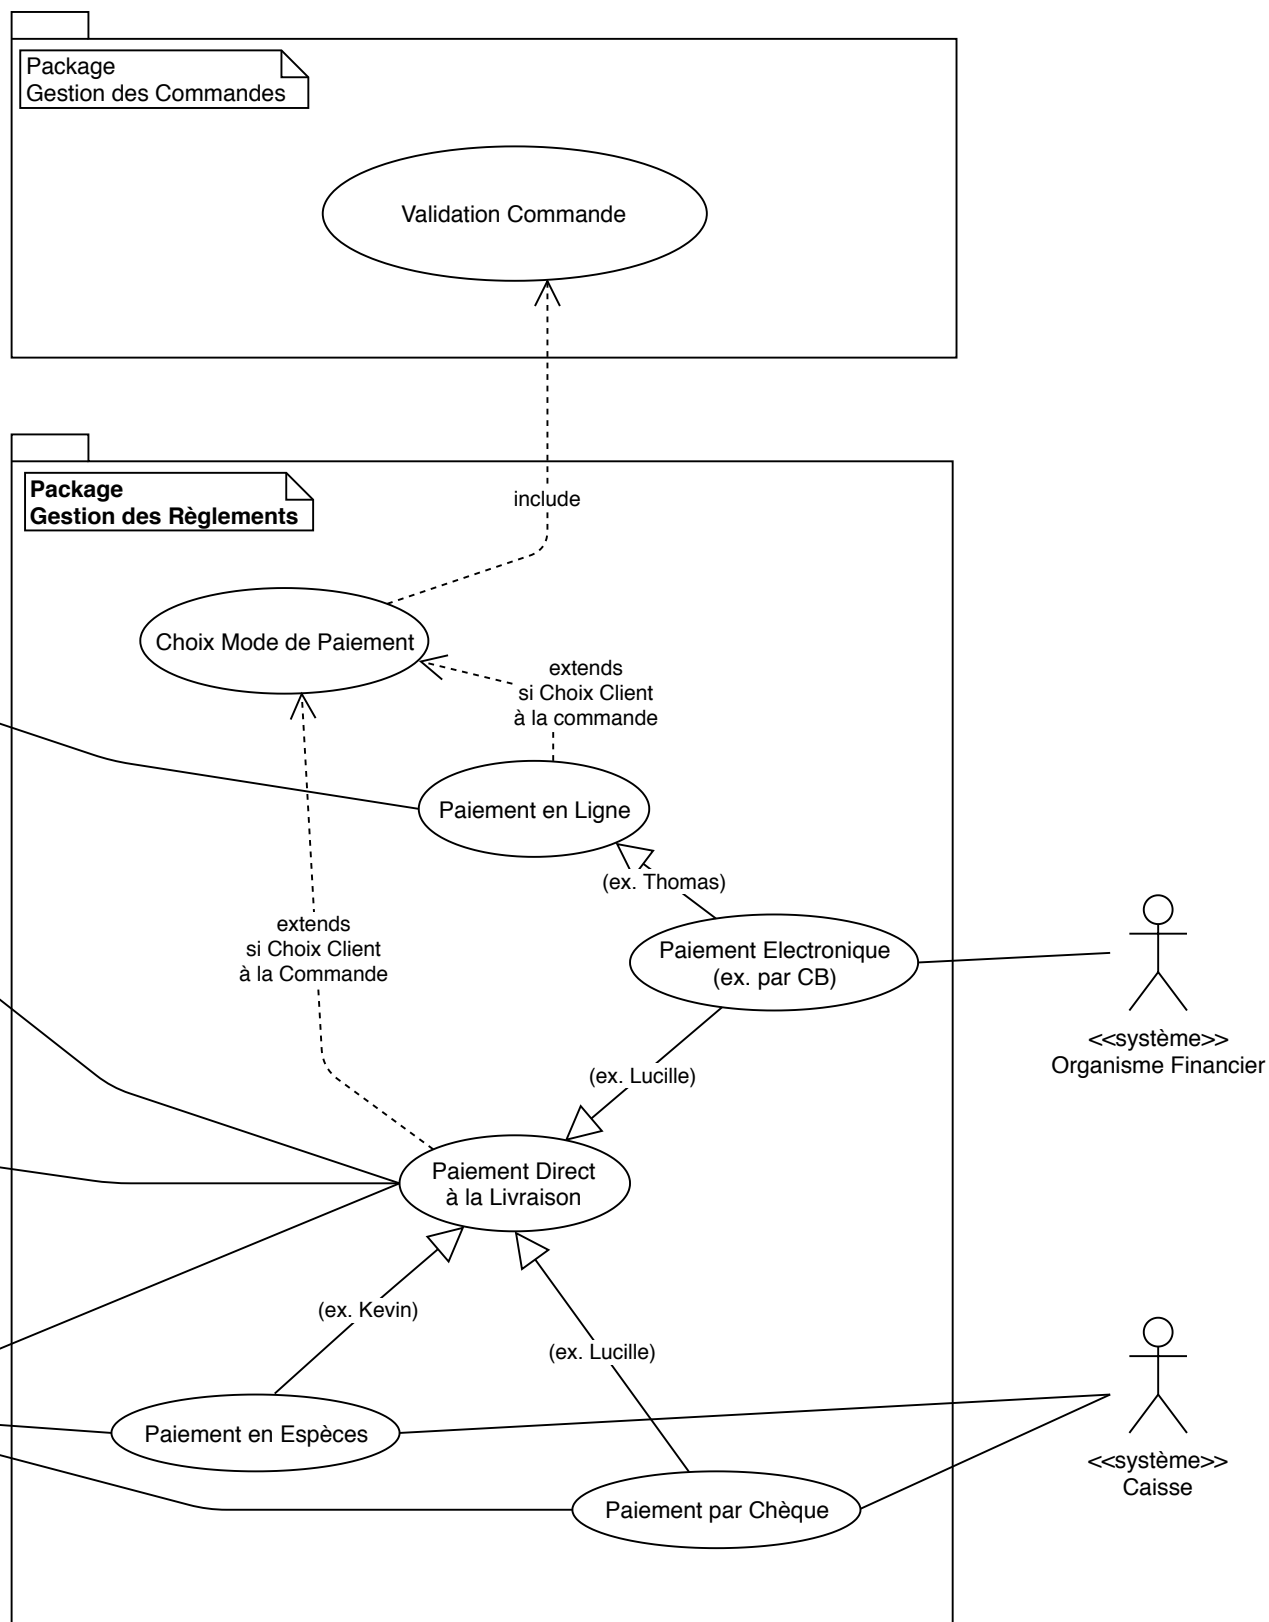 Package
Gestion des Commandes
Validation Commande
include
Package
Gestion des Règlements
Choix Mode de Paiement
extends
si Choix Client
à la commande
Paiement en Ligne
(ex. Thomas)
Paiement Electronique
(ex. par CB)
<<système>>
Organisme Financier
extends
si Choix Client
à la Commande
(ex. Lucille)
Paiement Direct
à la Livraison
(ex. Kevin)
(ex. Lucille)
Paiement en Espèces
Paiement par Chèque
<<système>>
Caisse